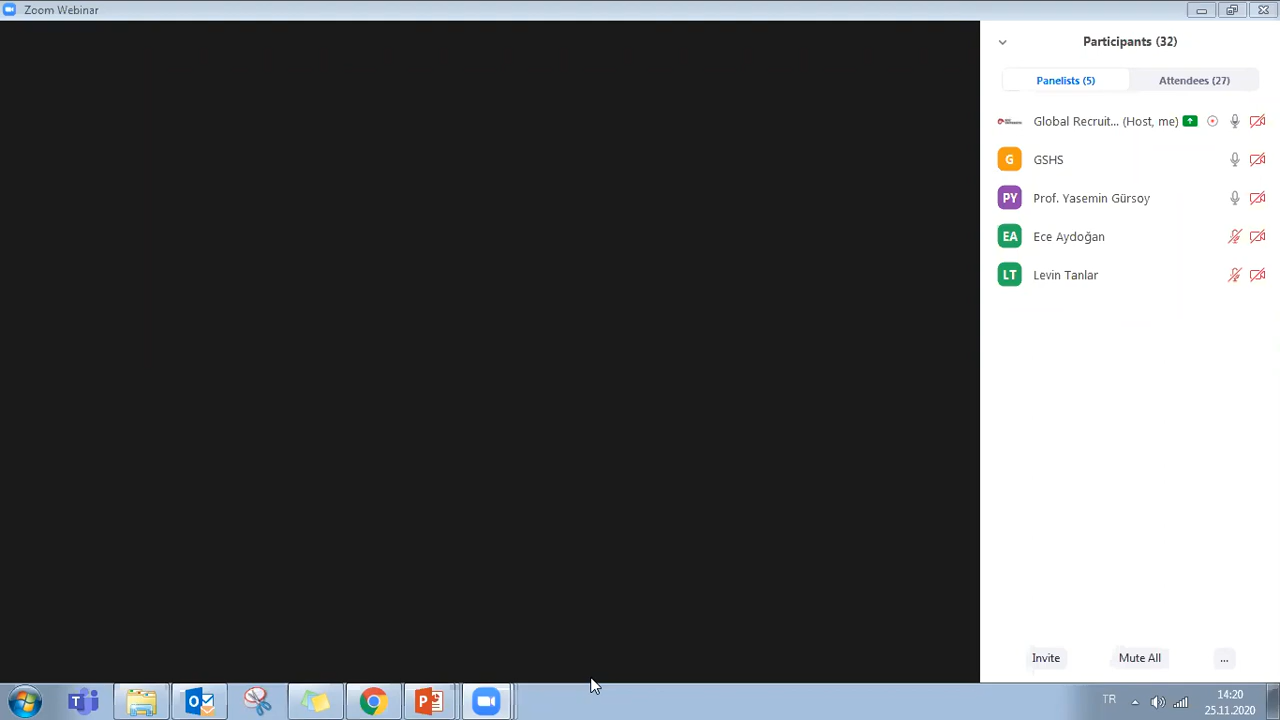 Zoom Webinar
Participants (32)
Panelists (5)
Attendees (27)
Global Recruit... (Host, me)
G
GSHS
PY
Prof. Yasemin Gürsoy
EA
Ece Aydoğan
LT
Levin Tanlar
Invite
Mute All
...
TR
14:20
25.11.2020